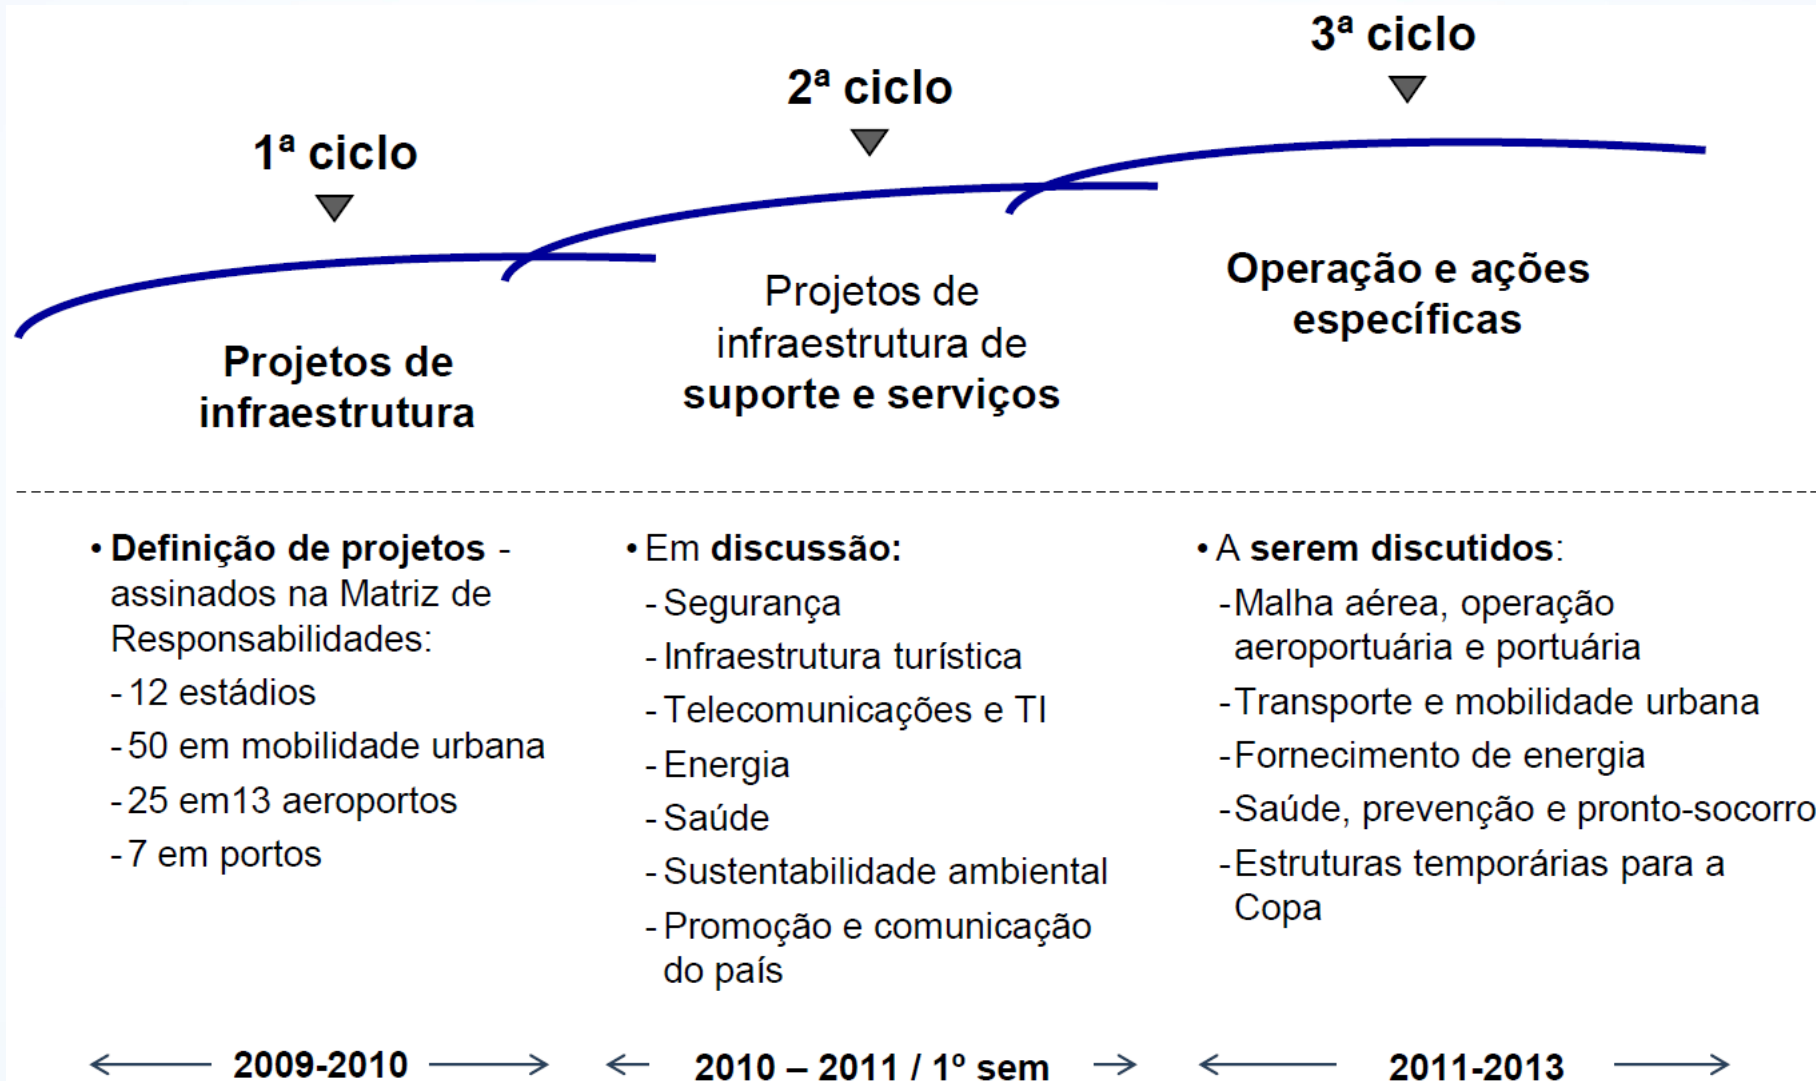 1ª ciclo
Projetos de
infraestrutura
2ª ciclo
Projetos de
infraestrutura de
suporte e serviços
3ª ciclo
Operação e ações
específicas
• Definição de projetos -
assinados na Matriz de
Responsabilidades:
- 12 estádios
- 50 em mobilidade urbana
- 25 em13 aeroportos
- 7 em portos
• Em discussão:
- Segurança
- Infraestrutura turística
- Telecomunicações e TI
- Energia
- Saúde
- Sustentabilidade ambiental
- Promoção e comunicação
do país
• A serem discutidos:
-Malha aérea, operação
aeroportuária e portuária
-Transporte e mobilidade urbana
-Fornecimento de energia
-Saúde, prevenção e pronto-socorro
-Estruturas temporárias para a
Copa
2009-2010
2010 – 2011 / 1º sem
2011-2013